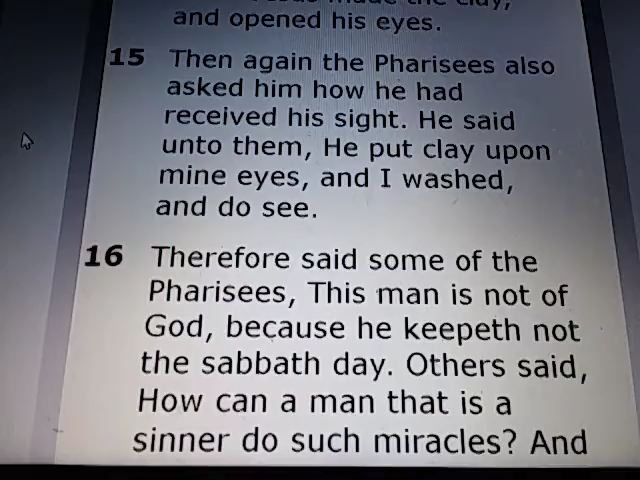 made the clay,
and opened his eyes.
15 Then again the Pharisees also
asked him how he had
received his sight. He said
unto them, He put clay upon
mine eyes, and I washed,
and do see.
16 Therefore said some of the
Pharisees, This man is not of
God, because he keepeth not
the sabbath day. Others said,
How can a man that is a
sinner do such miracles? And